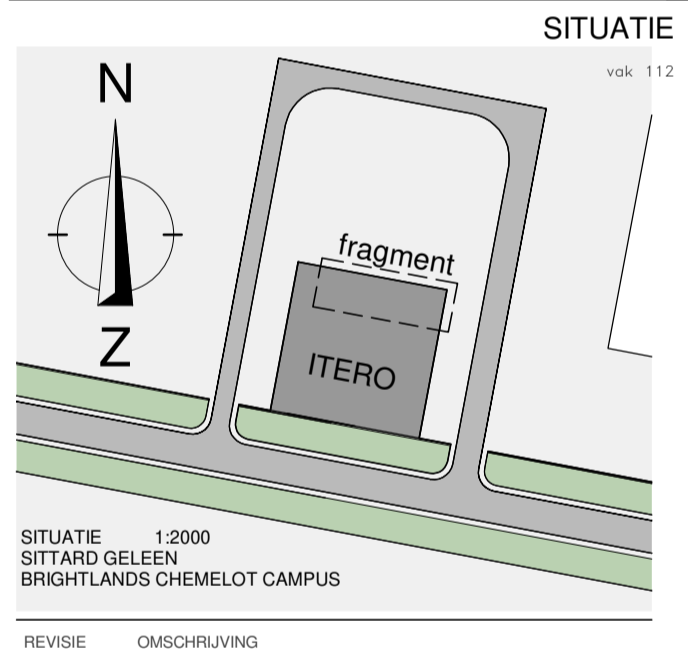 SITUATIE
vak 112
N
fragment
ITERO
Z
SITUATIE 1:2000
SITTARD GELEEN
BRIGHTLANDS CHEMELOT CAMPUS
REVISIE OMSCHRIJVING